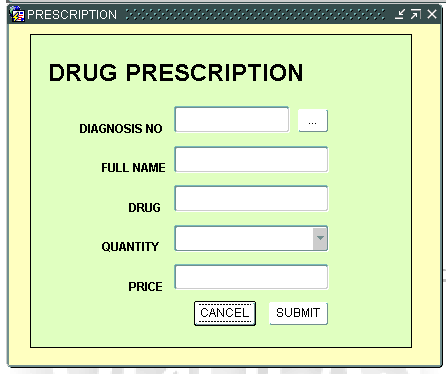 PRESCRIPTION
DRUG PRESCRIPTION
DIAGNOSIS NO ...
FULL NAME
DRUG
QUANTITY
PRICE
CANCEL SUBMIT